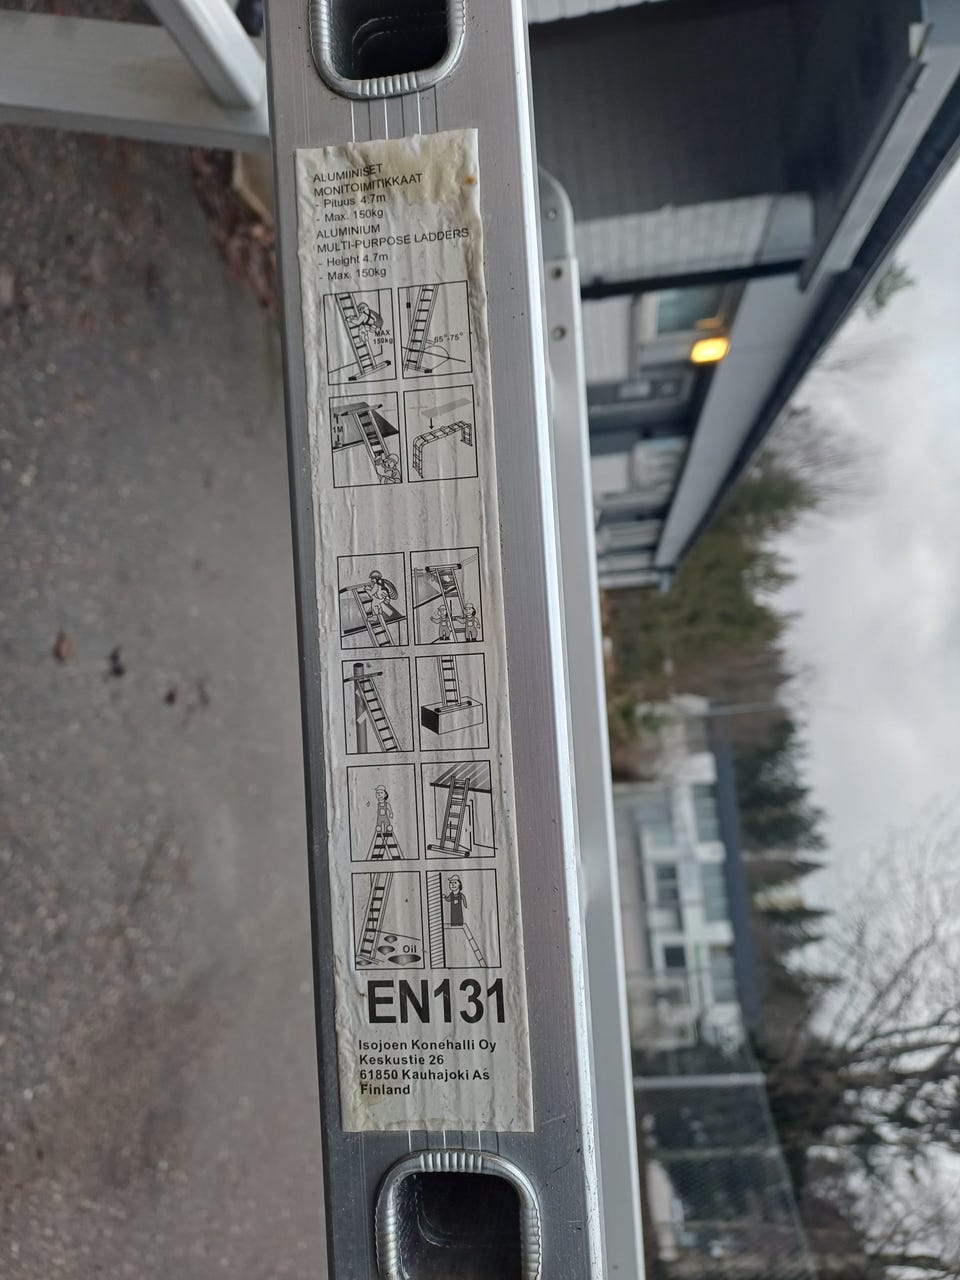 ALUMIINISET
MONITOIMITIKKAAT
- Pituus 4.7m
- Max. 150kg
ALUMINIUM
MULTI-PURPOSE LADDERS
- Height 4.7m
- Max, 150kg
MAX
150kg
65°-75°
1M
Oil
EN131
Isojoen Konehalli Oy
Keskustie 26
61850 Kauhajoki As
Finland